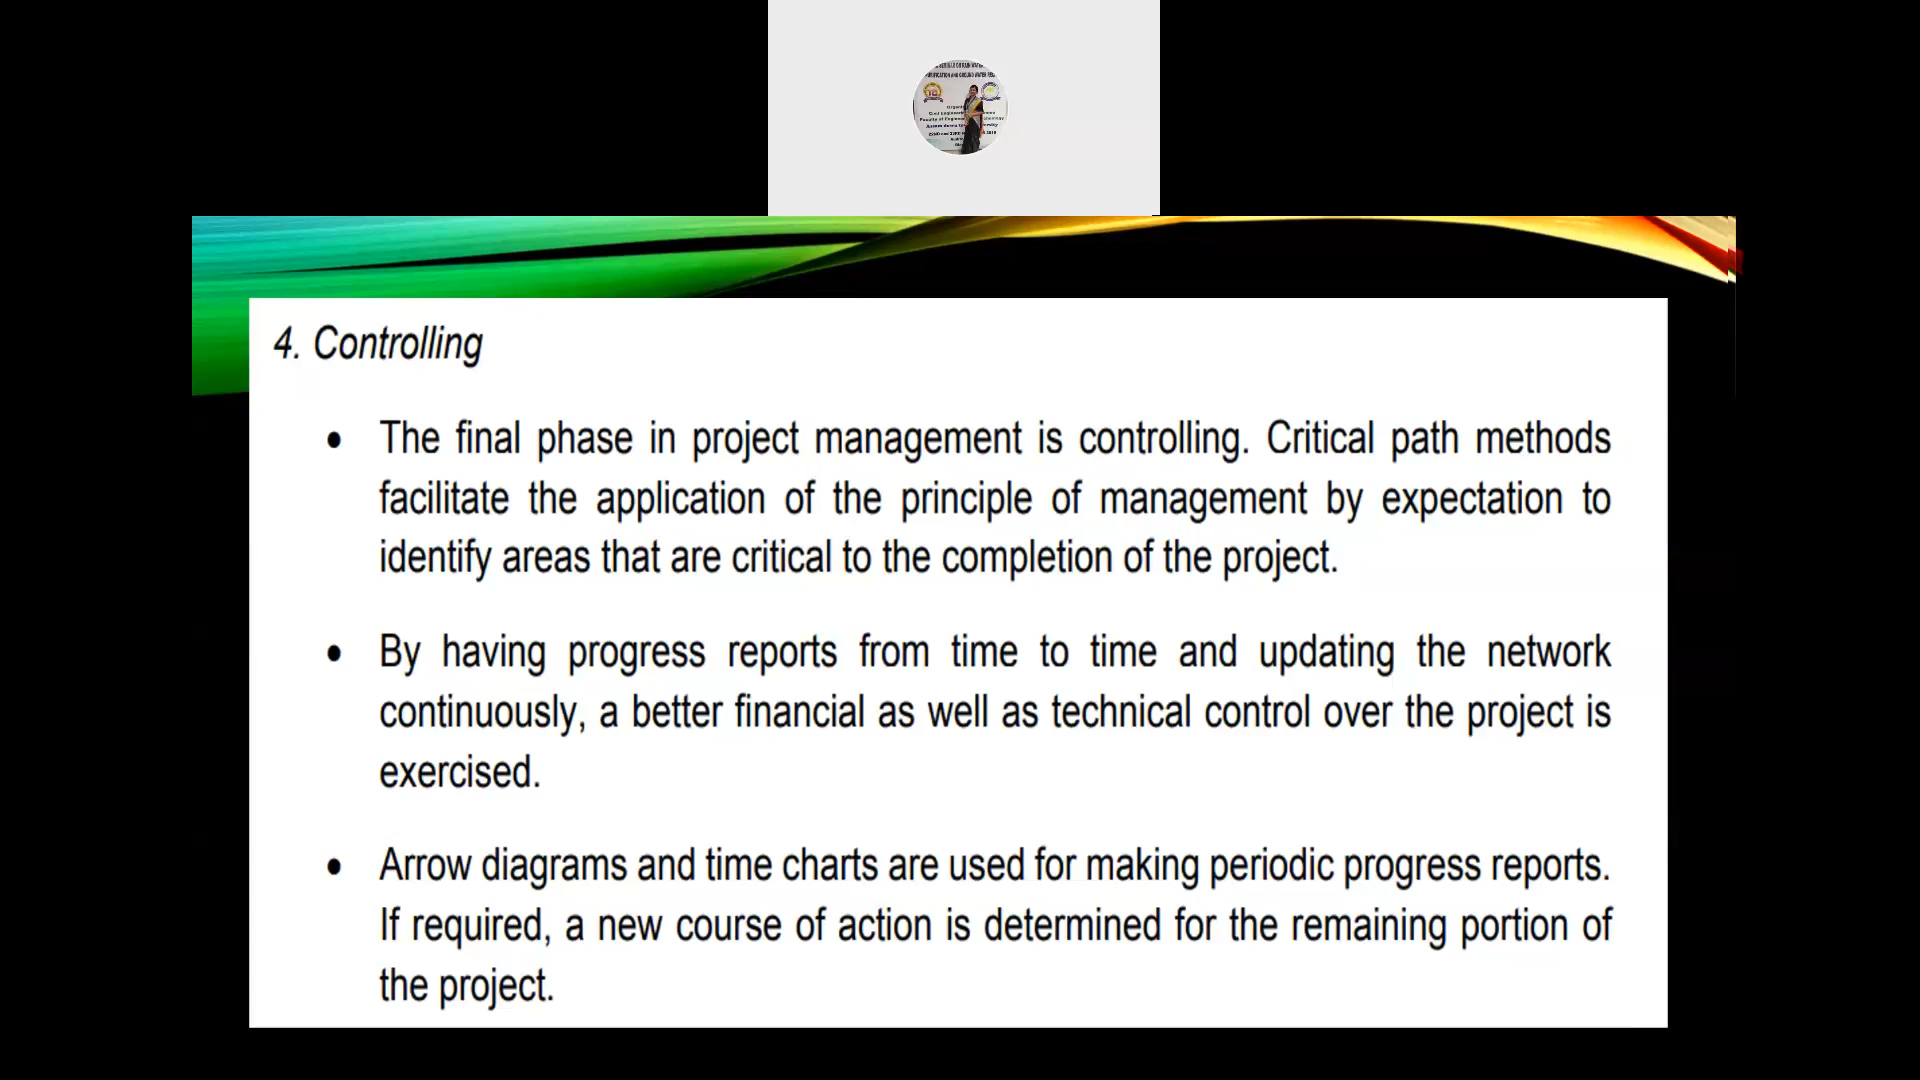 4. Controlling
• The final phase in project management is controlling. Critical path methods
facilitate the application of the principle of management by expectation to
identify areas that are critical to the completion of the project.
• By having progress reports from time to time and updating the network
continuously, a better financial as well as technical control over the project is
exercised.
• Arrow diagrams and time charts are used for making periodic progress reports.
If required, a new course of action is determined for the remaining portion of
the project.